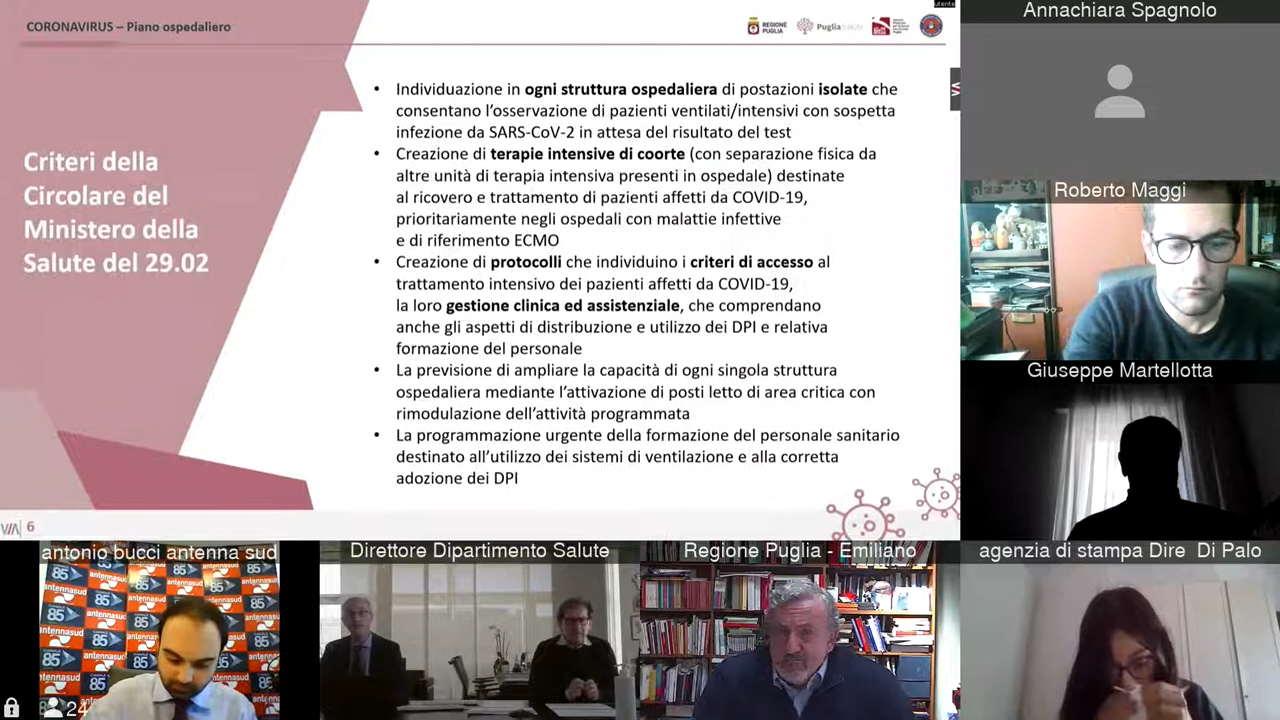 utente
CORONAVIRUS – Piano ospedaliero
REGIONE
PUGLIA
PugliaSalute
Annachiara Spagnolo
Criteri della
Circolare del
Ministero della
Salute del 29.02
• Individuazione in ogni struttura ospedaliera di postazioni isolate che
consentano l’osservazione di pazienti ventilati/intensivi con sospetta
infezione da SARS-CoV-2 in attesa del risultato del test
• Creazione di terapie intensive di coorte (con separazione fisica da
altre unità di terapia intensiva presenti in ospedale) destinate
al ricovero e trattamento di pazienti affetti da COVID-19,
prioritariamente negli ospedali con malattie infettive
e di riferimento ECMO
• Creazione di protocolli che individuino i criteri di accesso al
trattamento intensivo dei pazienti affetti da COVID-19,
la loro gestione clinica ed assistenziale, che comprendano
anche gli aspetti di distribuzione e utilizzo dei DPI e relativa
formazione del personale
• La previsione di ampliare la capacità di ogni singola struttura
ospedaliera mediante l’attivazione di posti letto di area critica con
rimodulazione dell’attività programmata
• La programmazione urgente della formazione del personale sanitario
destinato all’utilizzo dei sistemi di ventilazione e alla corretta
adozione dei DPI
6
Roberto Maggi
Giuseppe Martellotta
antonio bucci antenna sud
Direttore Dipartimento Salute
Regione Puglia - Emiliano
agenzia di stampa Dire Di Palo
85
antennasud
24